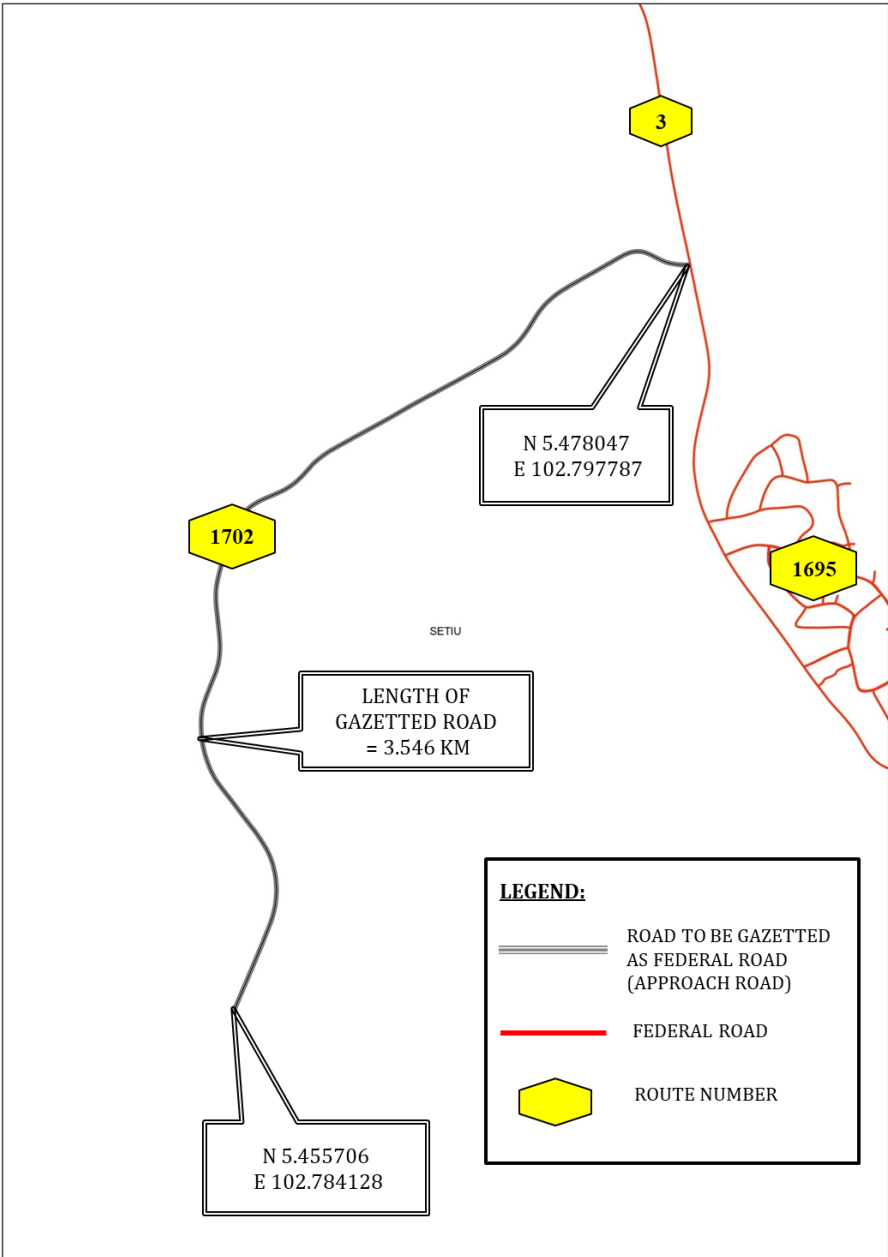 3
N 5.478047
E 102.797787
1702
1695
SETIU
LENGTH OF
GAZETTED ROAD
= 3.546 KM
LEGEND:
ROAD TO BE GAZETTED
AS FEDERAL ROAD
(APPROACH ROAD)
FEDERAL ROAD
ROUTE NUMBER
N 5.455706
E 102.784128